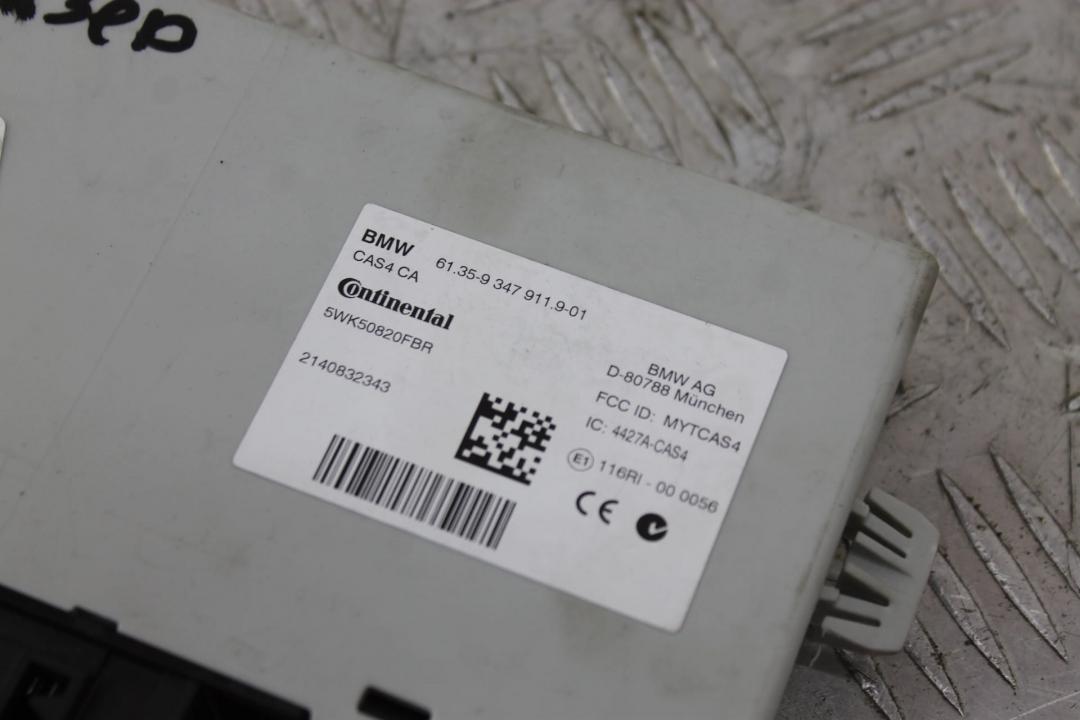 BMW 61.35-9 347 911.9-01
CAS4 CA
Continental
5WK50820FBR
2140832343
BMW AG
D-80788 München
FCC ID: MYTCAS4
IC: 4427A-CAS4
E1 116RI - 00 0056
CE